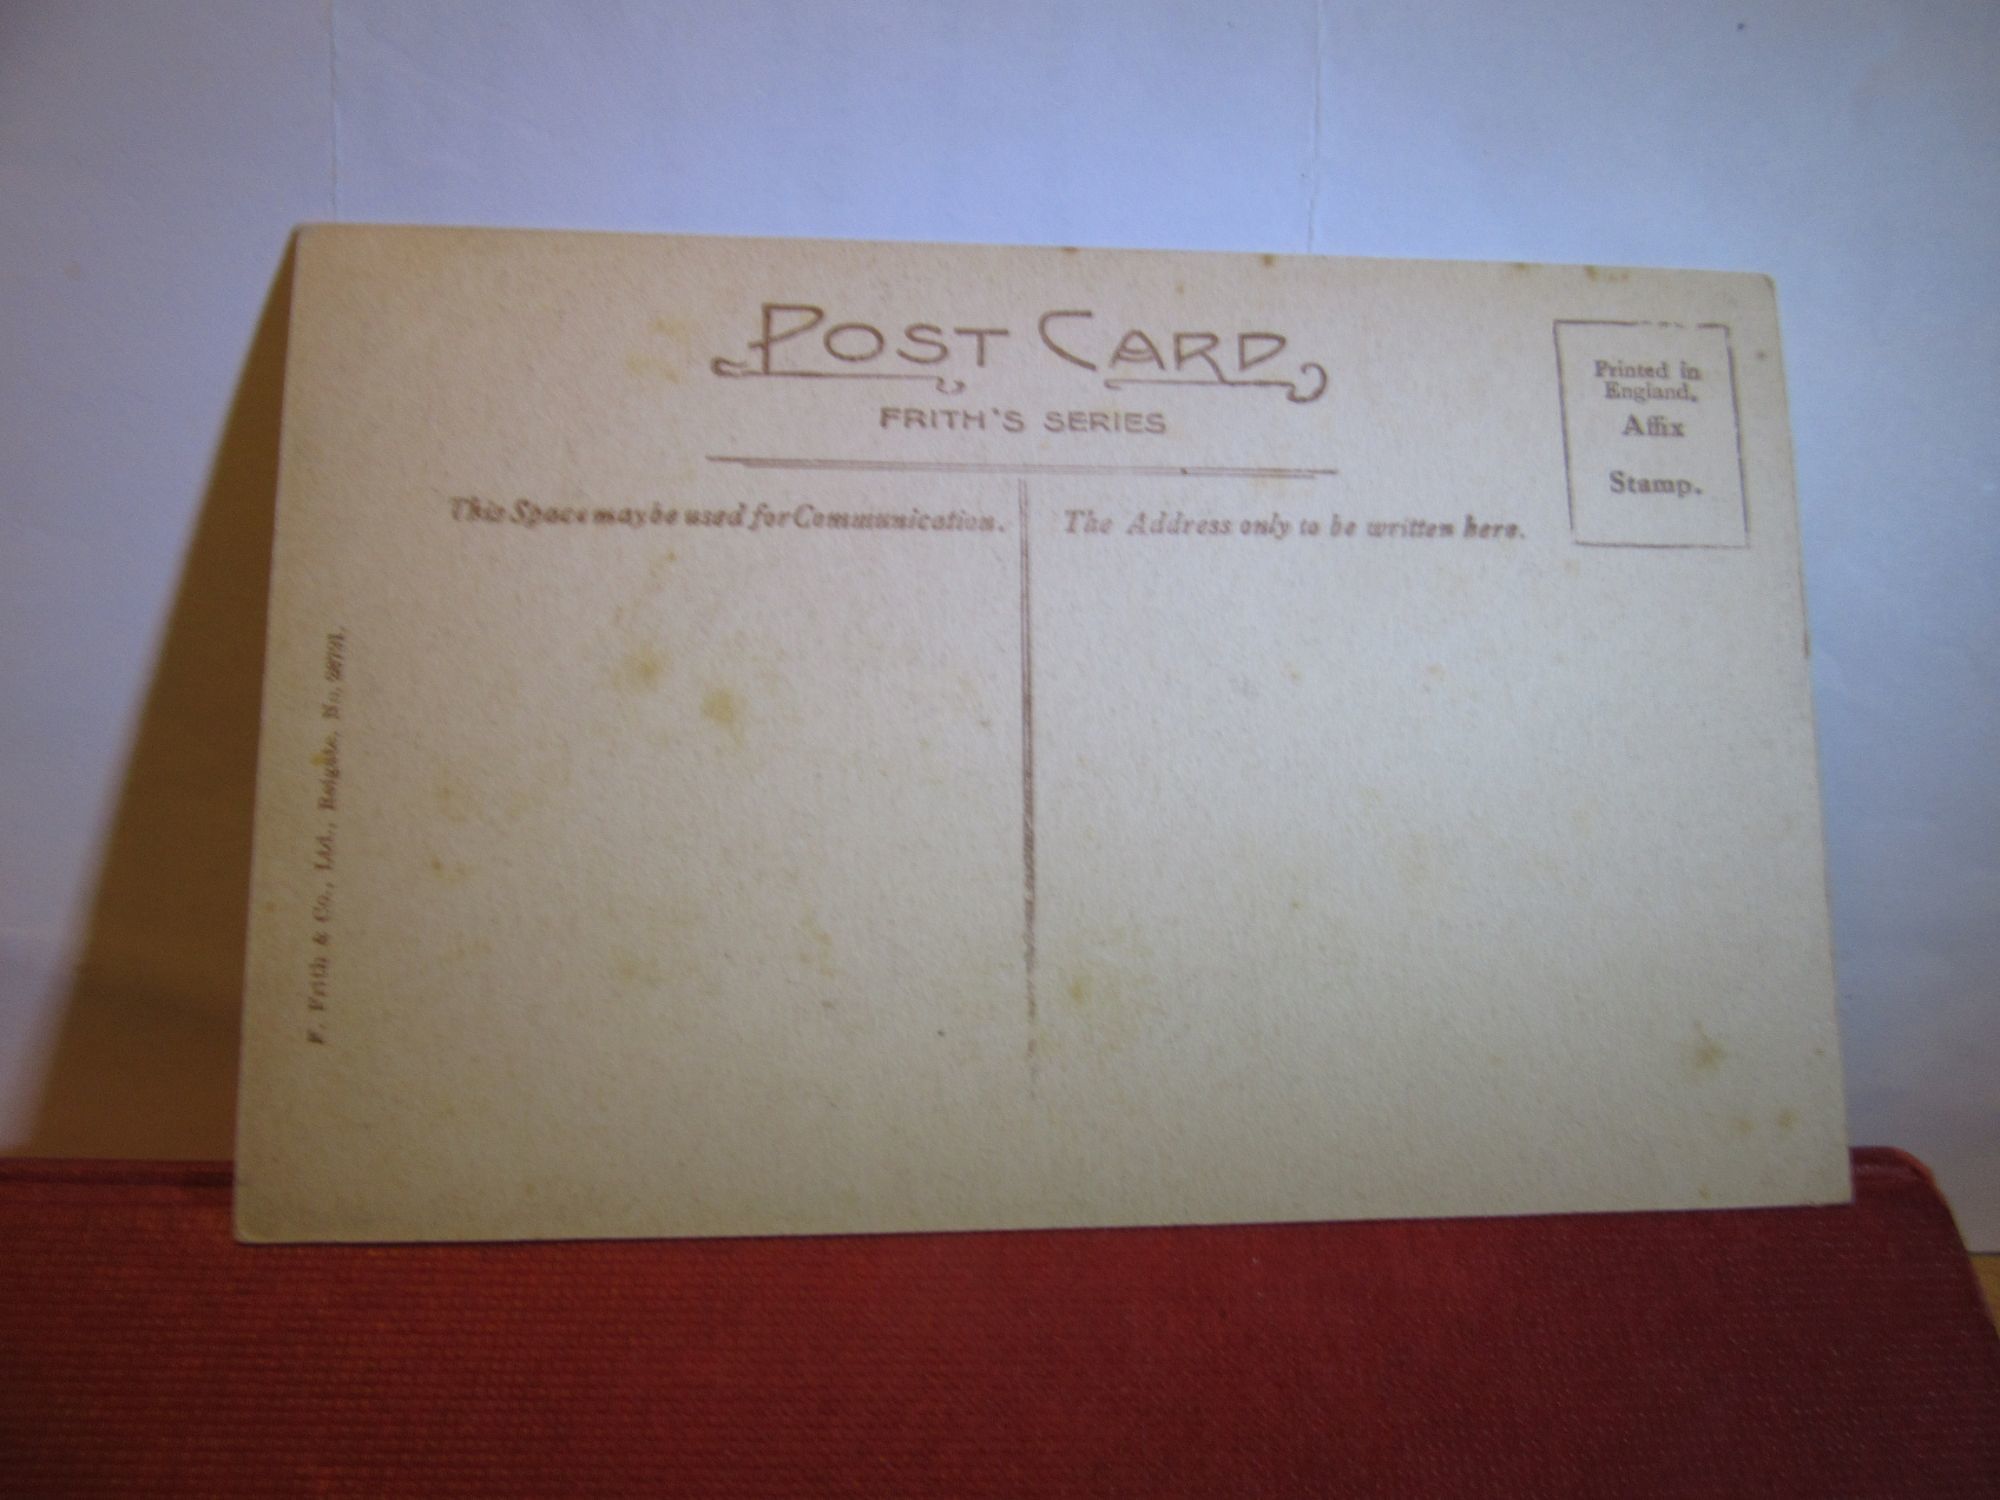 POST CARD
FRITH'S SERIES
Printed in
England.
Affix
Stamp.
This Space may be used for Communication.
The Address only to be written here.
F. Frith & Co., Ltd., Reigate. No.